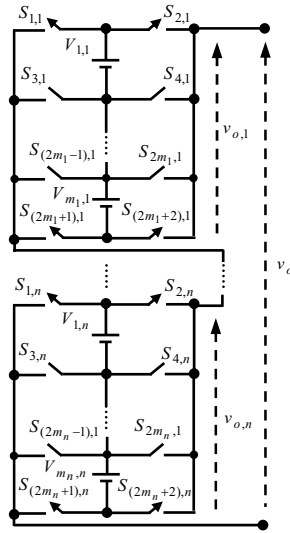 S_{1,1} S_{2,1}
V_{1,1}
S_{3,1} S_{4,1}
v_{o,1}
S_{(2m_1−1),1} S_{2m_1,1}
V_{m_1,1}
S_{(2m_1+1),1} S_{(2m_1+2),1}
v_o
S_{1,n} S_{2,n}
V_{1,n}
S_{3,n} S_{4,n}
v_{o,n}
S_{(2m_n−1),1} S_{2m_n,1}
V_{m_n,n}
S_{(2m_n+1),n} S_{(2m_n+2),n}